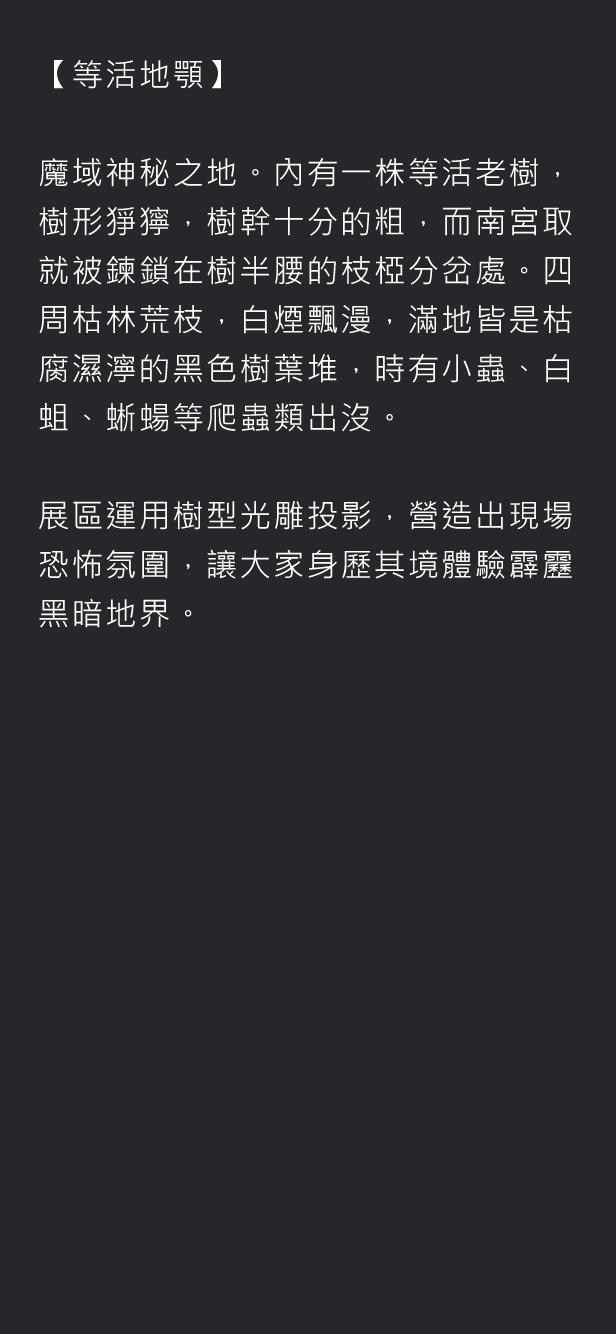 【等活地顎】
魔域神秘之地。內有一株等活老樹，
樹形猙獰，樹幹十分的粗，而南宮取
就被鍊鎖在樹半腰的枝椏分岔處。四
周枯林荒枝，白煙飄漫，滿地皆是枯
腐濕濘的黑色樹葉堆，時有小蟲、白
蛆、蜥蜴等爬蟲類出沒。
展區運用樹型光雕投影，營造出現場
恐怖氛圍，讓大家身歷其境體驗霹靂
黑暗地界。